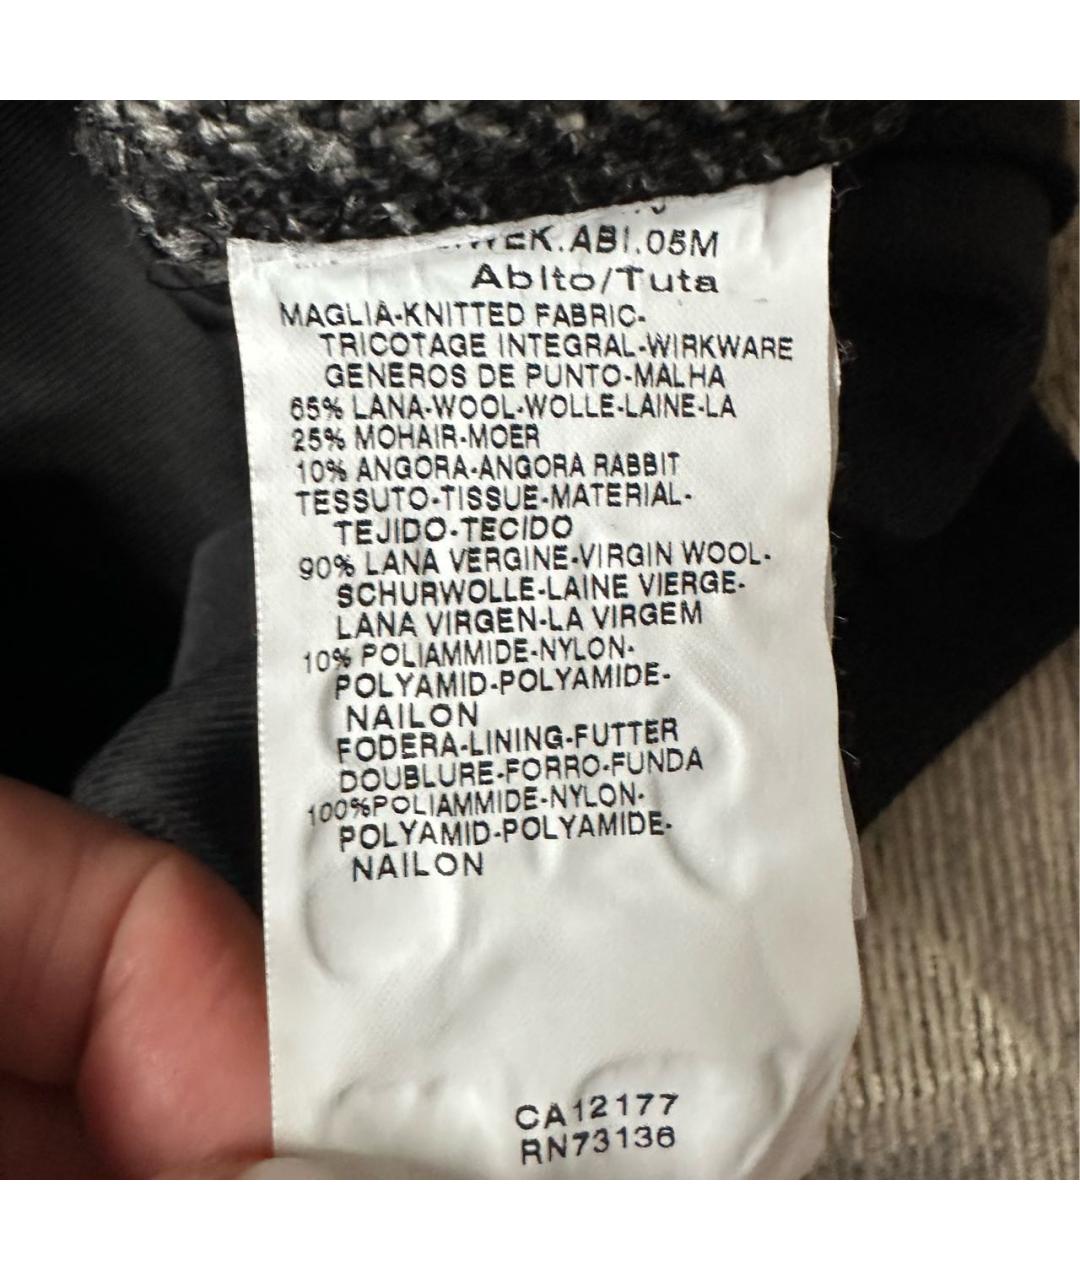 WEK.ABI.05M
Abito/Tuta
MAGLIA-KNITTED FABRIC-
TRICOTAGE INTEGRAL-WIRKWARE
GENEROS DE PUNTO-MALHA
65% LANA-WOOL-WOLLE-LAINE-LA
25% MOHAIR-MOER
10% ANGORA-ANGORA RABBIT
TESSUTO-TISSUE-MATERIAL-
TEJIDO-TECIDO
90% LANA VERGINE-VIRGIN WOOL-
SCHURWOLLE-LAINE VIERGE-
LANA VIRGEN-LA VIRGEM
10% POLIAMMIDE-NYLON-
POLYAMID-POLYAMIDE-
NAILON
FODERA-LINING-FUTTER
DOUBLURE-FORRO-FUNDA
100%POLIAMMIDE-NYLON-
POLYAMID-POLYAMIDE-
NAILON
CA12177
RN73136